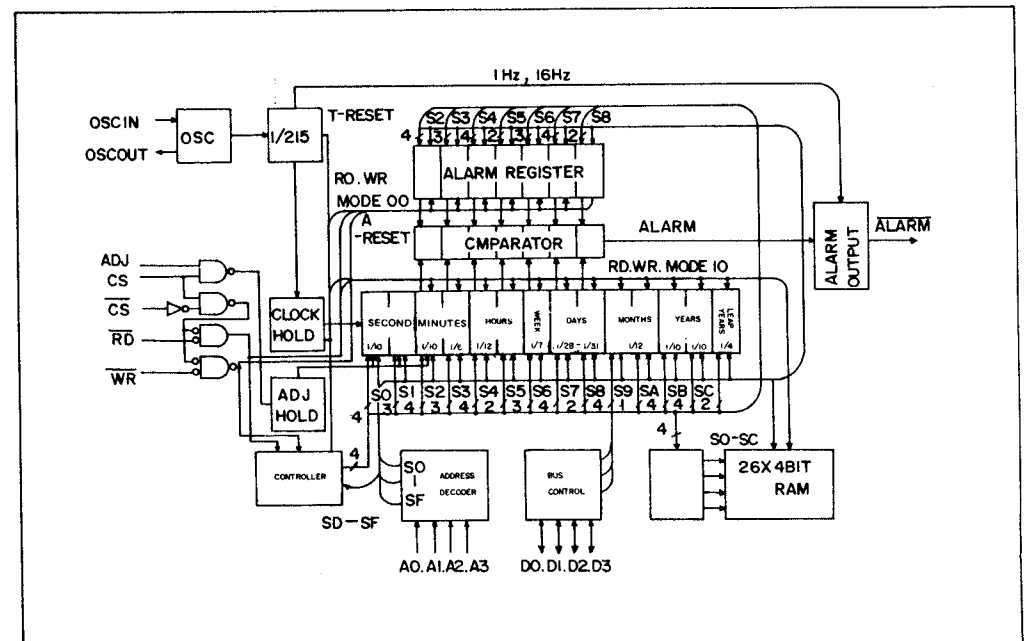 1Hz, 16Hz
OSCIN
OSCOUT
OSC
1/215
T-RESET
S2 S3 S4 S5 S6 S7 S8
4 3 4 2 3 4 2
ALARM REGISTER
RO. WR
MODE 00
A
-RESET
CMPARATOR
ALARM
ALARM OUTPUT
ALARM
RD.WR. MODE 10
ADJ
CS
CS
RD
WR
CLOCK HOLD
ADJ HOLD
SECOND MINUTES HOURS WEEK DAYS MONTHS YEARS LEAP YEARS
1/10 1/10 1/6 1/12 1/7 1/28-1/31 1/12 1/10 1/10 1/4
S0 S1 S2 S3 S4 S5 S6 S7 S8 S9 SA SB SC
4 3 4 3 4 2 3 4 2 4 1 4 4 2
4
4
SO-SC
CONTROLLER
SO
|
SF
ADDRESS DECODER
BUS CONTROL
26X4BIT RAM
SD-SF
A0. A1. A2. A3
D0. D1. D2. D3